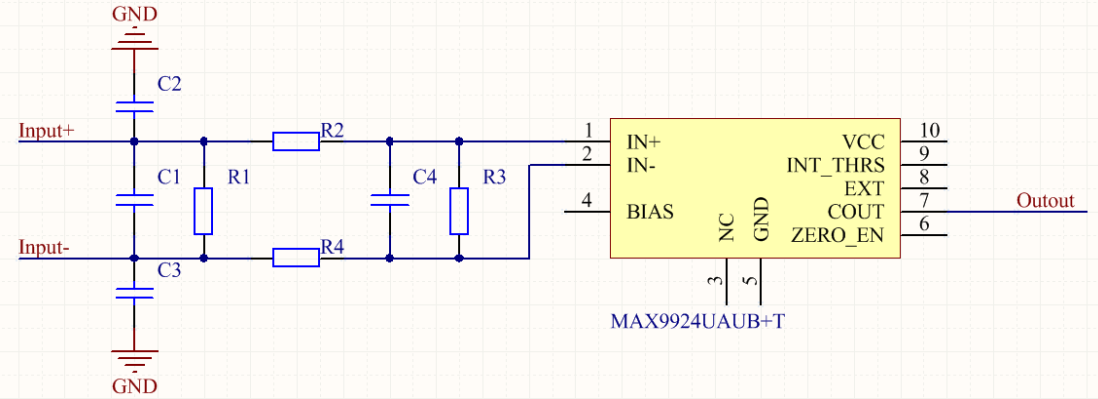 GND
C2
Input+
R2
1
IN+
VCC
10
2
IN-
INT_THRS
9
C1
R1
C4
R3
EXT
8
4
BIAS
COUT
7
Outout
NC
GND
ZERO_EN
6
Input-
R4
C3
3
5
MAX9924UAUB+T
GND